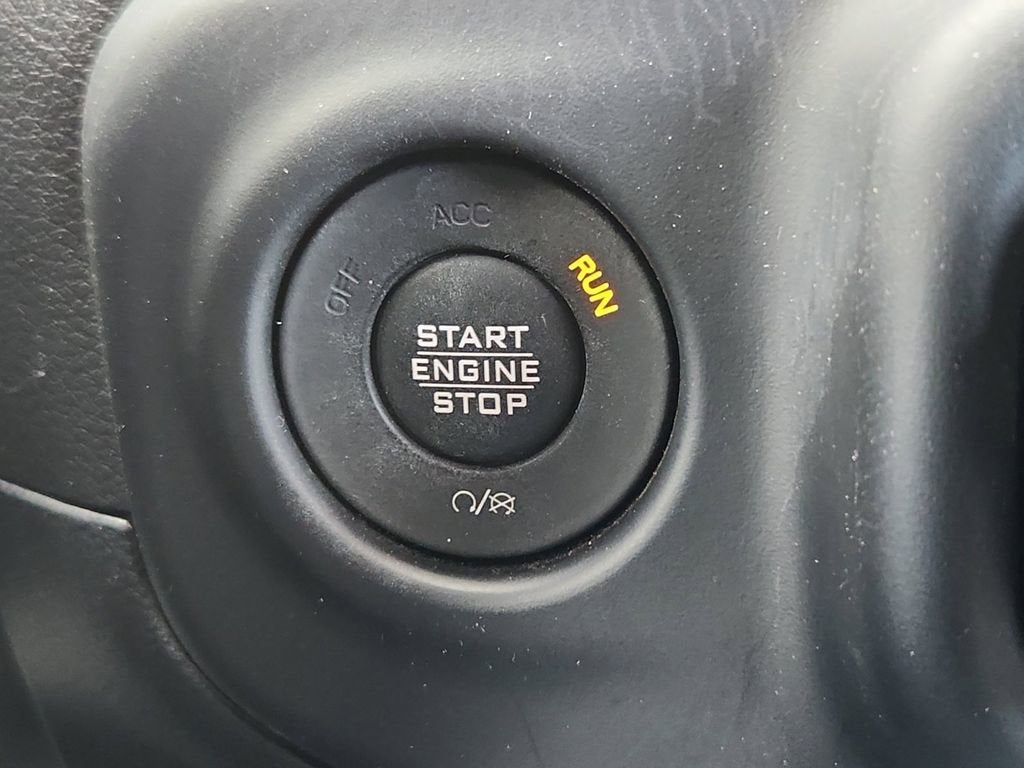 ACC
OFF
RUN
START
ENGINE
STOP